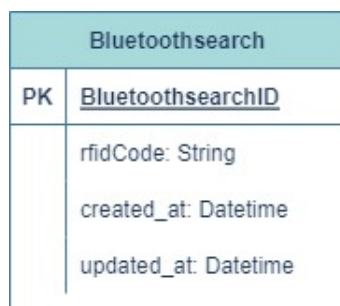 Bluetoothsearch
PK BluetoothsearchID
rfidCode: String
created_at: Datetime
updated_at: Datetime